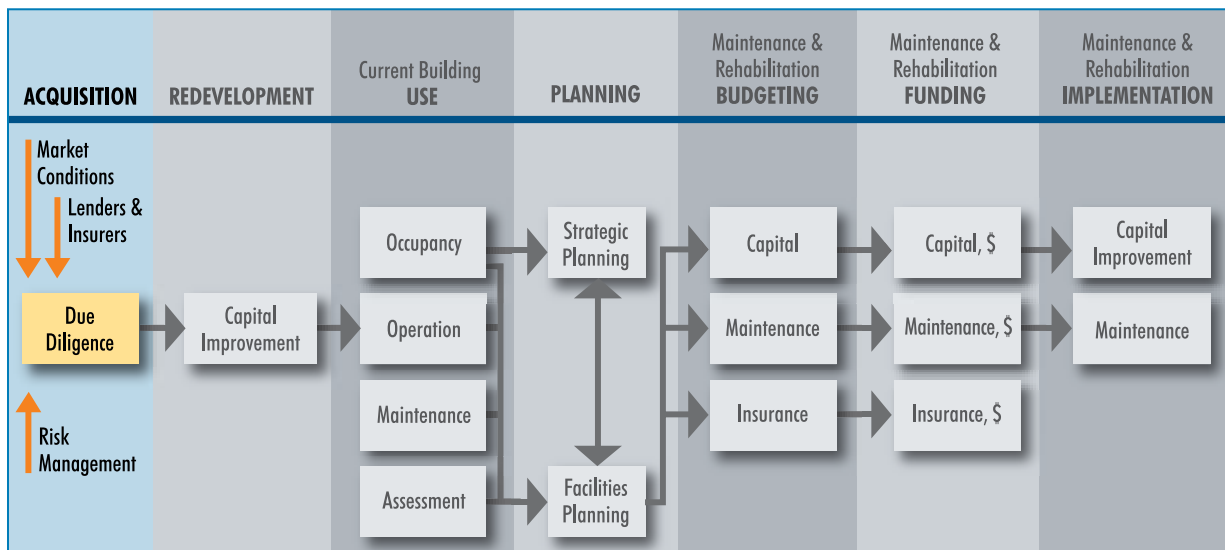 ACQUISITION
REDEVELOPMENT
Current Building
USE
PLANNING
Maintenance &
Rehabilitation
BUDGETING
Maintenance &
Rehabilitation
FUNDING
Maintenance &
Rehabilitation
IMPLEMENTATION
Market
Conditions
Lenders &
Insurers
Due
Diligence
Risk
Management
Capital
Improvement
Occupancy
Operation
Maintenance
Assessment
Strategic
Planning
Facilities
Planning
Capital
Maintenance
Insurance
Capital, $
Maintenance, $
Insurance, $
Capital
Improvement
Maintenance